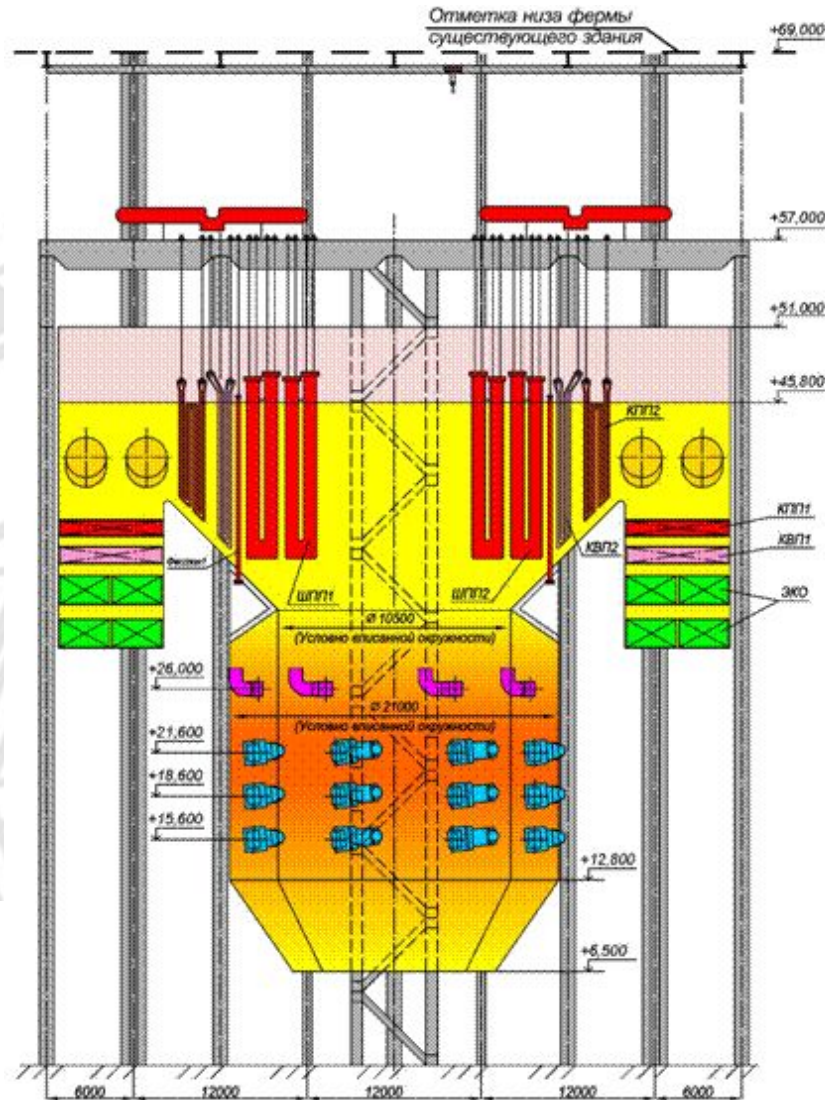 Отметка низа фермы
существующего здания
+69,000
+57,000
+51,000
+45,800
КПП2
КПП1
КВП1
КВП2
ЭКО
ШПП1
ШПП2
Ø 10500
(Условно вписанной окружности)
+26,000
Ø 21000
(Условно вписанной окружности)
+21,600
+18,600
+15,600
+12,800
+6,500
6000
12000
12000
12000
6000